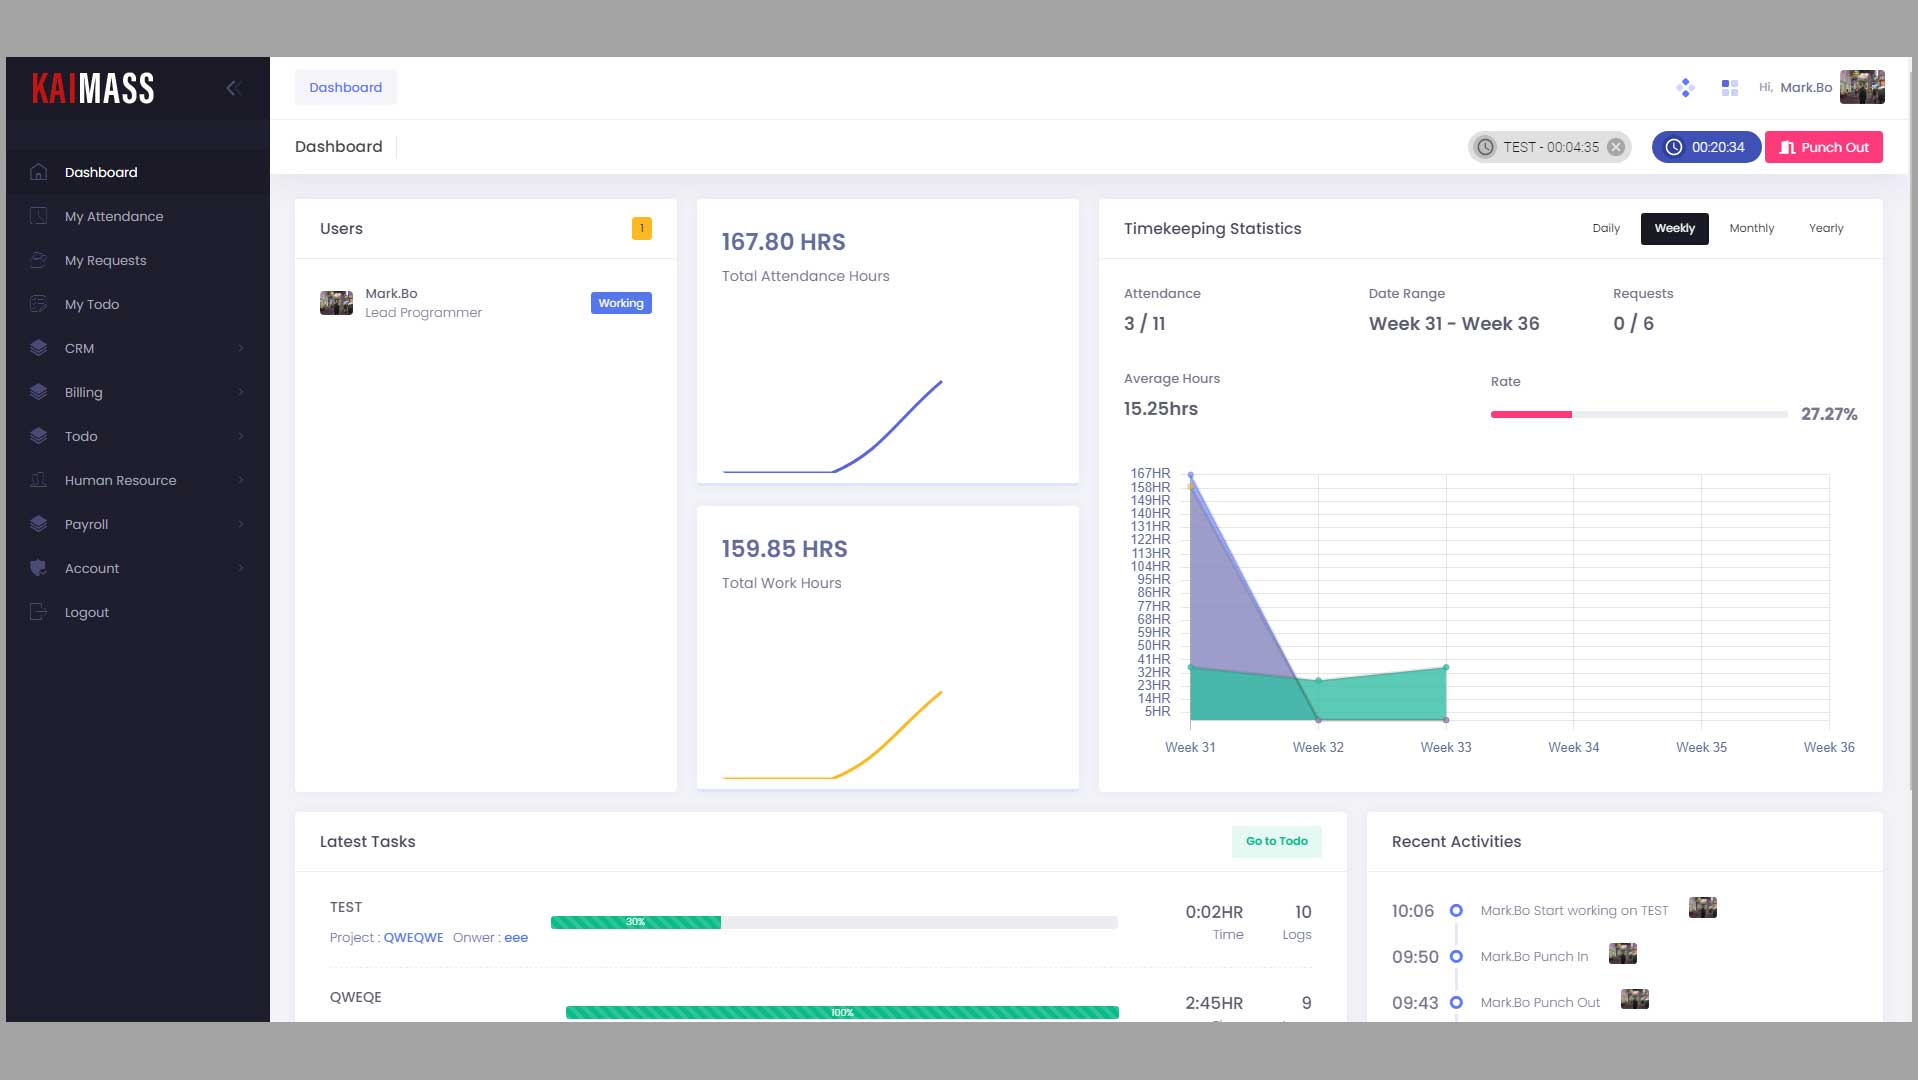 KAIMASS
Dashboard
My Attendance
My Requests
My Todo
CRM
Billing
Todo
Human Resource
Payroll
Account
Logout
Dashboard
Hi, Mark.Bo
Dashboard
TEST - 00:04:35
00:20:34
Punch Out
Users
1
Mark.Bo
Lead Programmer
Working
167.80 HRS
Total Attendance Hours
159.85 HRS
Total Work Hours
Timekeeping Statistics
Daily
Weekly
Monthly
Yearly
Attendance
3 / 11
Date Range
Week 31 - Week 36
Requests
0 / 6
Average Hours
15.25hrs
Rate
27.27%
167HR
158HR
149HR
140HR
131HR
122HR
113HR
104HR
95HR
86HR
77HR
68HR
59HR
50HR
41HR
32HR
23HR
14HR
5HR
Week 31
Week 32
Week 33
Week 34
Week 35
Week 36
Latest Tasks
Go to Todo
TEST
Project : QWEQWE Onwer : eee
30%
0:02HR
Time
10
Logs
QWEQE
100%
2:45HR
9
Recent Activities
10:06 Mark.Bo Start working on TEST
09:50 Mark.Bo Punch In
09:43 Mark.Bo Punch Out